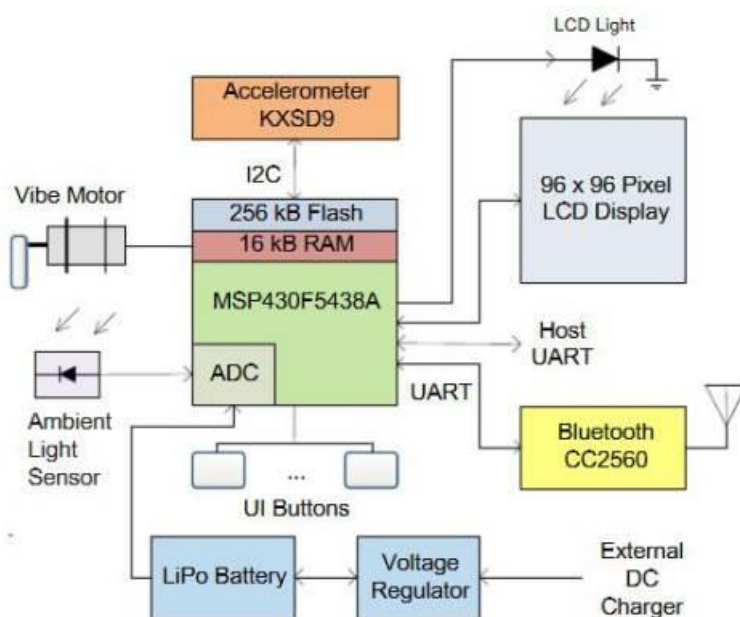 LCD Light
Accelerometer
KXSD9
I2C
Vibe Motor
256 kB Flash
16 kB RAM
MSP430F5438A
96 x 96 Pixel
LCD Display
Host
UART
ADC
UART
Ambient
Light
Sensor
Bluetooth
CC2560
...
UI Buttons
LiPo Battery
Voltage
Regulator
External
DC
Charger